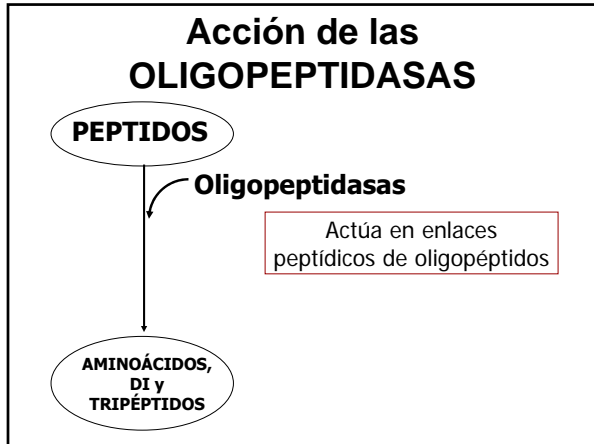 Acción de las
OLIGOPEPTIDASAS
PEPTIDOS
Oligopeptidasas
Actúa en enlaces
peptídicos de oligopéptidos
AMINOÁCIDOS,
DI y
TRIPÉPTIDOS